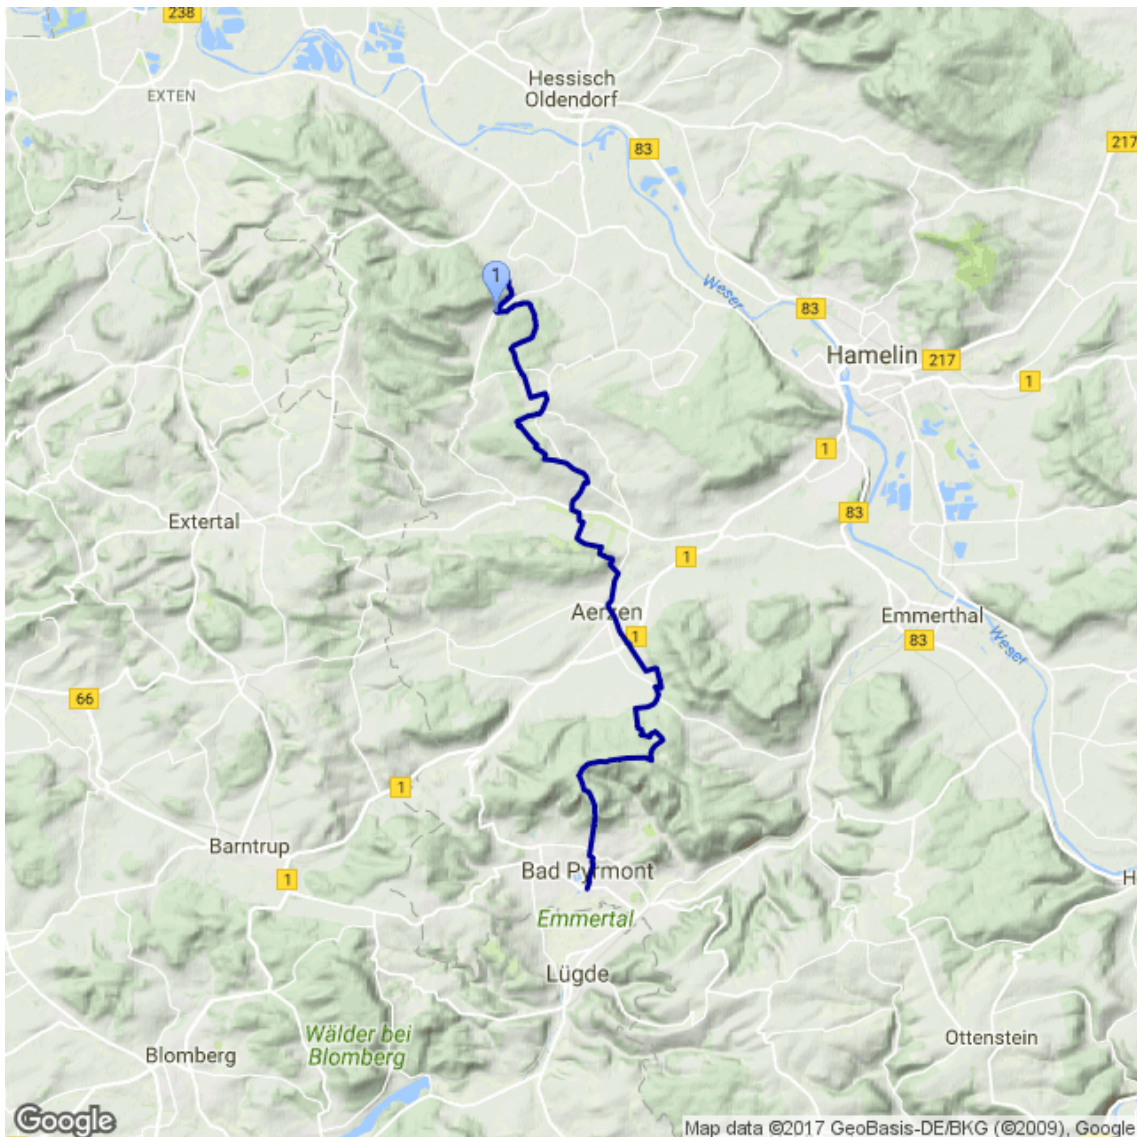 238
EXTEN
Hessisch
Oldendorf
83
217
1
Weser
83
Hamelin
217
1
1
Extertal
83
1
Aerzen
Emmerthal
1
83
Weser
66
1
Barntrup
1
Bad Pyrmont
H
Emmertal
Lügde
Wälder bei
Blomberg
Ottenstein
Blomberg
Google
Map data ©2017 GeoBasis-DE/BKG (©2009), Google